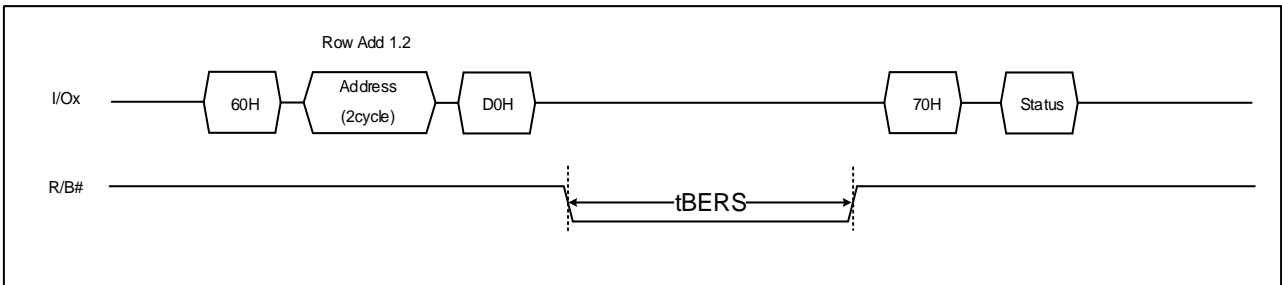 Row Add 1.2
I/Ox
60H
Address
(2cycle)
D0H
70H
Status
R/B#
tBERS